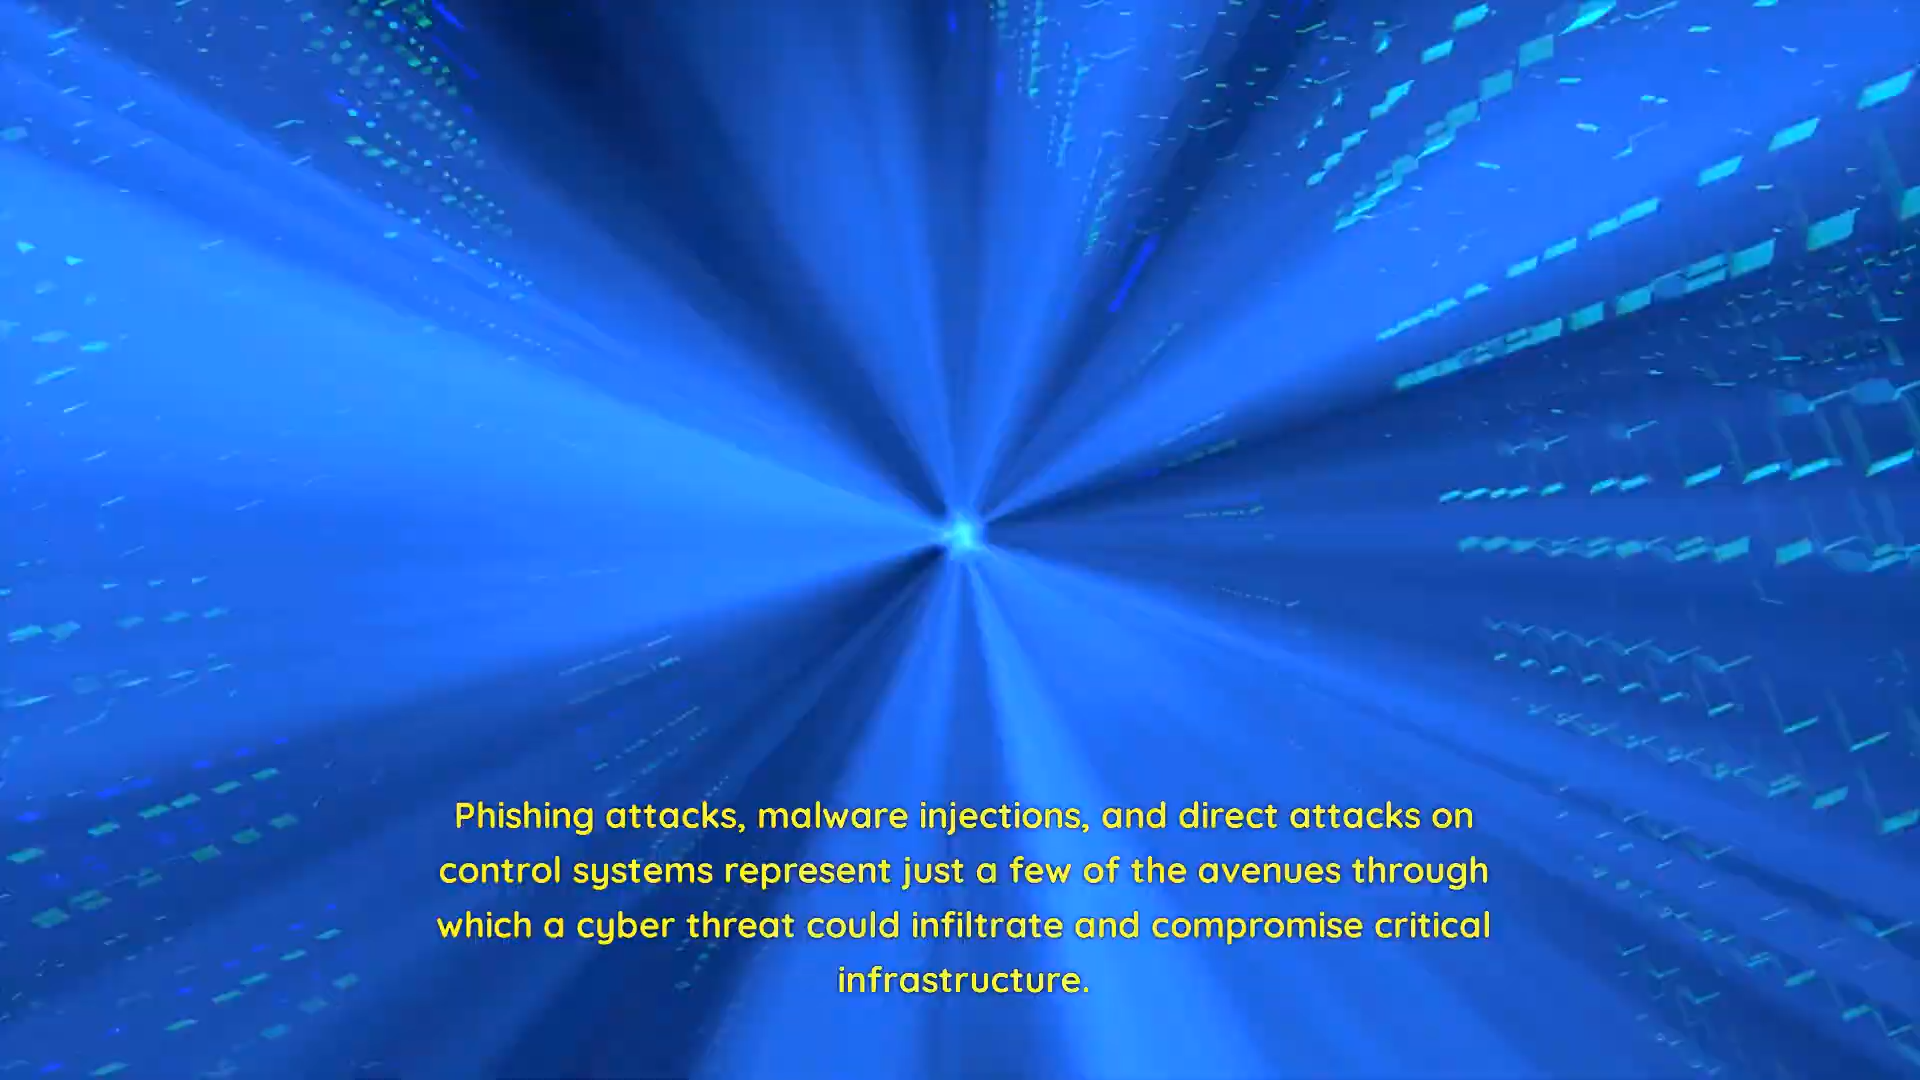 Phishing attacks, malware injections, and direct attacks on
control systems represent just a few of the avenues through
which a cyber threat could infiltrate and compromise critical
infrastructure.